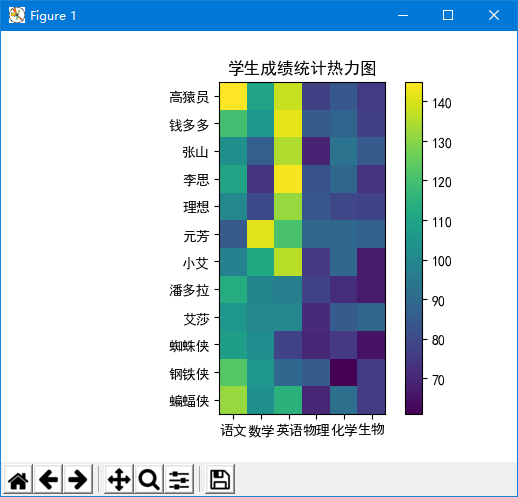 Figure 1
学生成绩统计热力图
高猿员
钱多多
张山
李思
理想
元芳
小艾
潘多拉
艾莎
蜘蛛侠
钢铁侠
蝙蝠侠
语文 数学 英语 物理 化学 生物
140
130
120
110
100
90
80
70